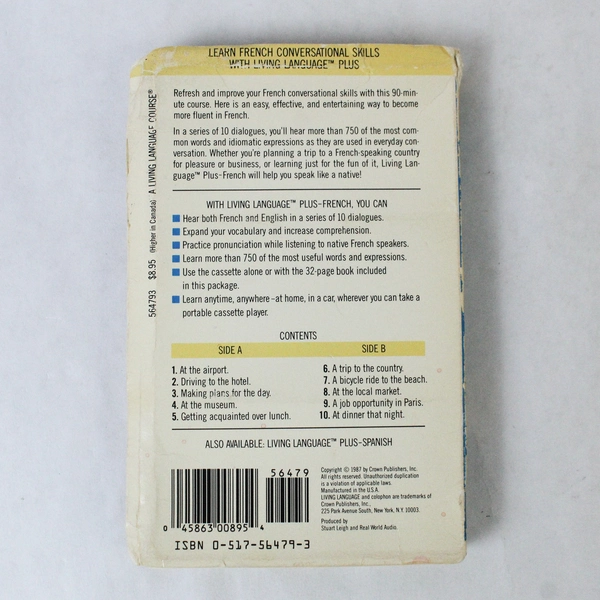 LEARN FRENCH CONVERSATIONAL SKILLS
WITH LIVING LANGUAGE™ PLUS
Refresh and improve your French conversational skills with this 90-min-
ute course. Here is an easy, effective, and entertaining way to become
more fluent in French.
In a series of 10 dialogues, you'll hear more than 750 of the most com-
mon words and idiomatic expressions as they are used in everyday con-
versation. Whether you're planning a trip to a French-speaking country
for pleasure or business, or learning just for the fun of it, Living Lan-
guage™ Plus-French will help you speak like a native!
WITH LIVING LANGUAGE™ PLUS-FRENCH, YOU CAN
Hear both French and English in a series of 10 dialogues.
Expand your vocabulary and increase comprehension.
Practice pronunciation while listening to native French speakers.
Learn more than 750 of the most useful words and expressions.
Use the cassette alone or with the 32-page book included
in this package.
Learn anytime, anywhere-at home, in a car, wherever you can take a
portable cassette player.
CONTENTS
SIDE A
1. At the airport.
2. Driving to the hotel.
3. Making plans for the day.
4. At the museum.
5. Getting acquainted over lunch.
SIDE B
6. A trip to the country.
7. A bicycle ride to the beach.
8. At the local market.
9. A job opportunity in Paris.
10. At dinner that night.
ALSO AVAILABLE: LIVING LANGUAGE™ PLUS-SPANISH
56479
0 45863 00895 4
ISBN 0-517-56479-3
Copyright © 1987 by Crown Publishers, Inc.
All rights reserved. Unauthorized duplication
is a violation of applicable laws.
Manufactured in the U.S.A.
LIVING LANGUAGE and colophon are trademarks of
Crown Publishers, Inc.,
225 Park Avenue South, New York, N.Y. 10003.
Produced by
Stuart Leigh and Real World Audio.
564793 $8.95 (Higher in Canada) A LIVING LANGUAGE COURSE®